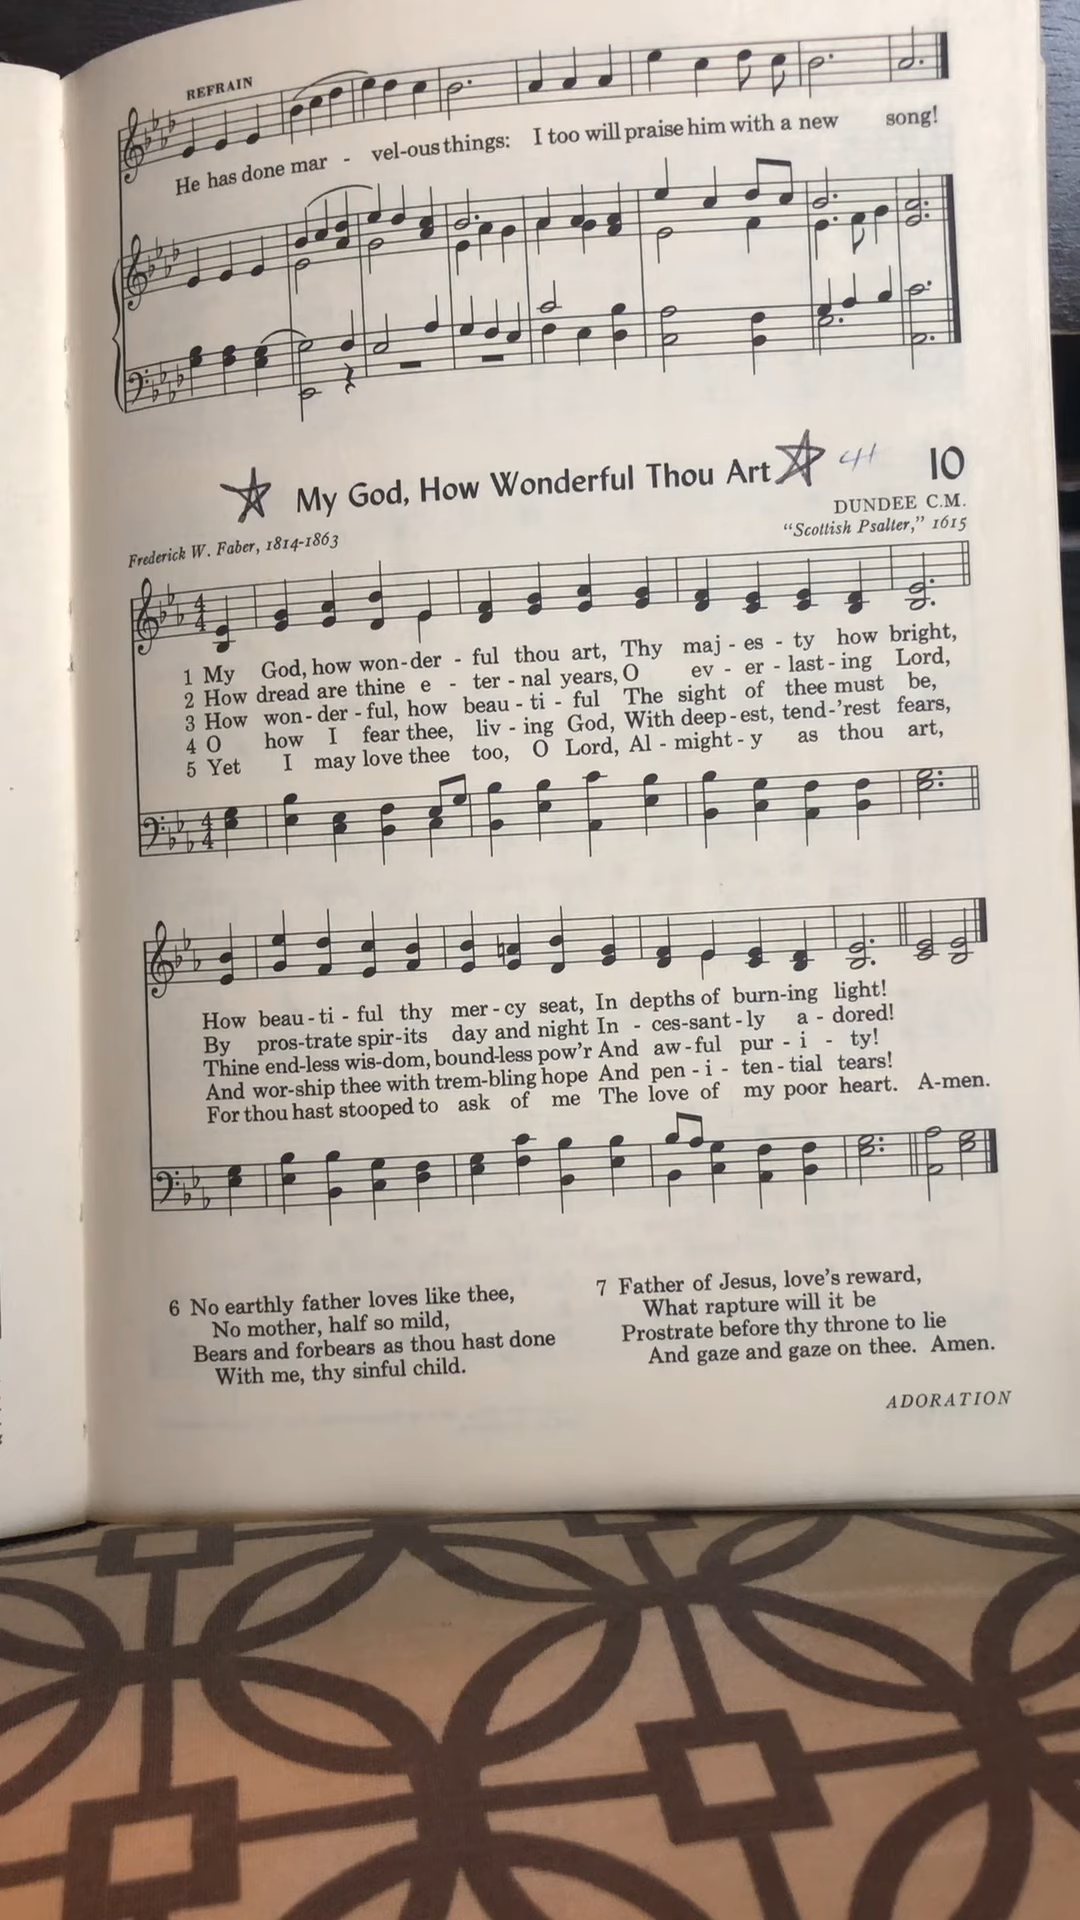 REFRAIN
He has done mar - vel-ous things: I too will praise him with a new song!
My God, How Wonderful Thou Art 10
DUNDEE C.M.
Frederick W. Faber, 1814-1863 "Scottish Psalter," 1615
1 My God, how won-der - ful thou art, Thy maj - es - ty how bright,
2 How dread are thine e - ter - nal years, O ev - er - last - ing Lord,
3 How won - der - ful, how beau - ti - ful The sight of thee must be,
4 O how I fear thee, liv - ing God, With deep - est, tend-'rest fears,
5 Yet I may love thee too, O Lord, Al - might - y as thou art,
How beau - ti - ful thy mer - cy seat, In depths of burn-ing light!
By pros-trate spir-its day and night In - ces-sant-ly a - dored!
Thine end-less wis-dom, bound-less pow'r And aw-ful pur - i - ty!
And wor-ship thee with trem-bling hope And pen - i - ten - tial tears!
For thou hast stooped to ask of me The love of my poor heart. A-men.
6 No earthly father loves like thee,
No mother, half so mild,
Bears and forbears as thou hast done
With me, thy sinful child.
7 Father of Jesus, love's reward,
What rapture will it be
Prostrate before thy throne to lie
And gaze and gaze on thee. Amen.
ADORATION